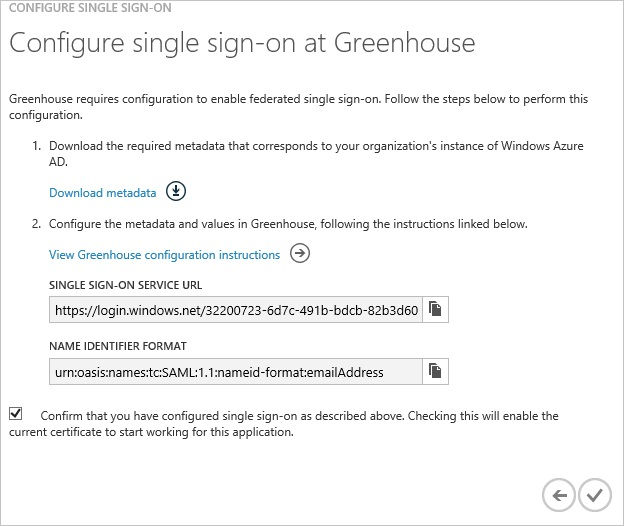 CONFIGURE SINGLE SIGN-ON
Configure single sign-on at Greenhouse
Greenhouse requires configuration to enable federated single sign-on. Follow the steps below to perform this
configuration.
1. Download the required metadata that corresponds to your organization's instance of Windows Azure
AD.
Download metadata
2. Configure the metadata and values in Greenhouse, following the instructions linked below.
View Greenhouse configuration instructions
SINGLE SIGN-ON SERVICE URL
https://login.windows.net/32200723-6d7c-491b-bdcb-82b3d60
NAME IDENTIFIER FORMAT
urn:oasis:names:tc:SAML:1.1:nameid-format:emailAddress
Confirm that you have configured single sign-on as described above. Checking this will enable the
current certificate to start working for this application.